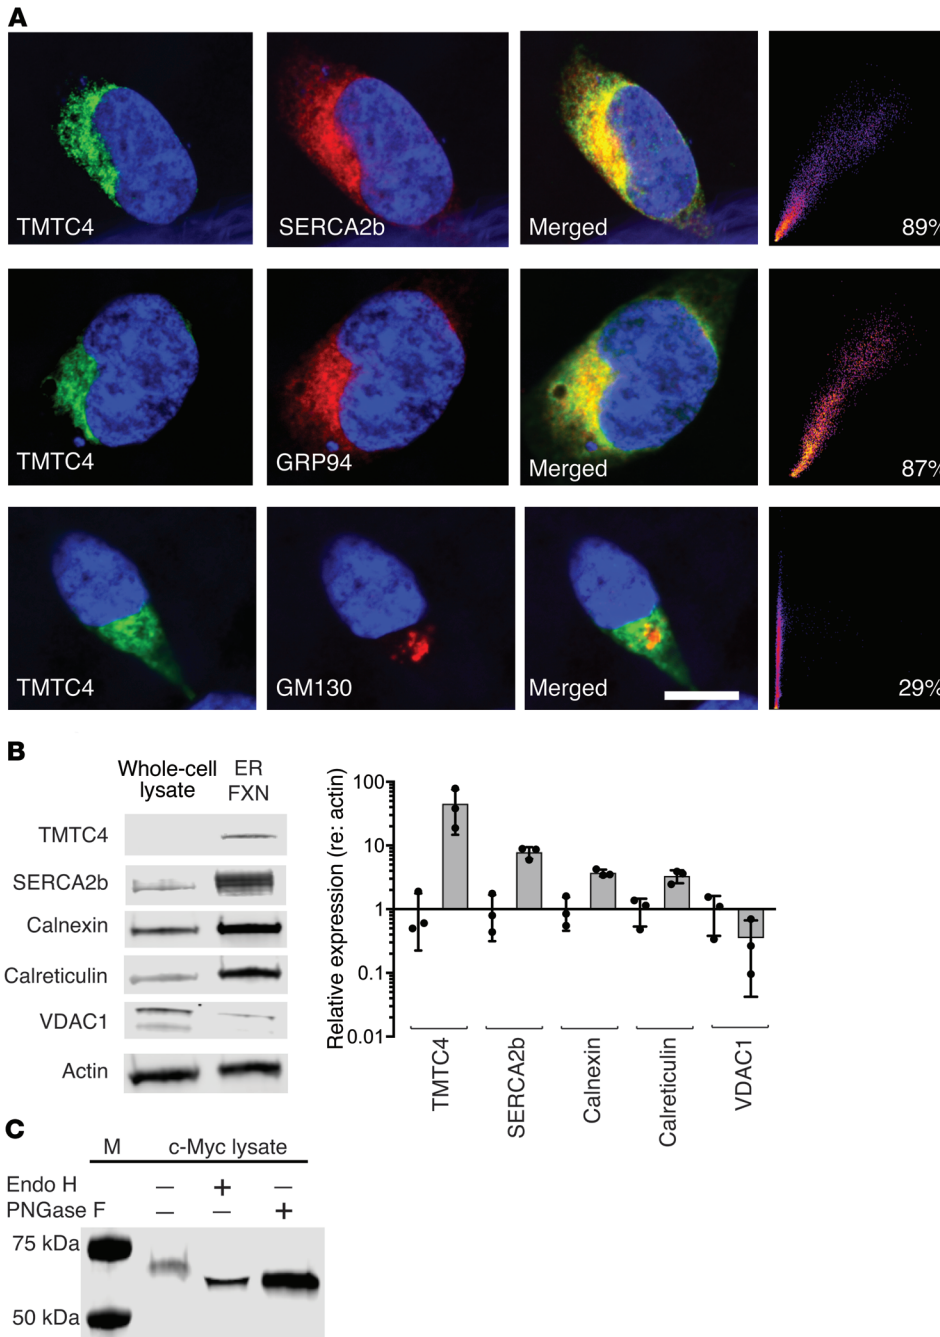 A
TMTC4
SERCA2b
Merged
89%
TMTC4
GRP94
Merged
87%
TMTC4
GM130
Merged
29%
B
Whole-cell lysate
ER FXN
TMTC4
SERCA2b
Calnexin
Calreticulin
VDAC1
Actin
Relative expression (re: actin)
100
10
1
0.1
0.01
TMTC4
SERCA2b
Calnexin
Calreticulin
VDAC1
C
M c-Myc lysate
Endo H – + –
PNGase F – – +
75 kDa
50 kDa